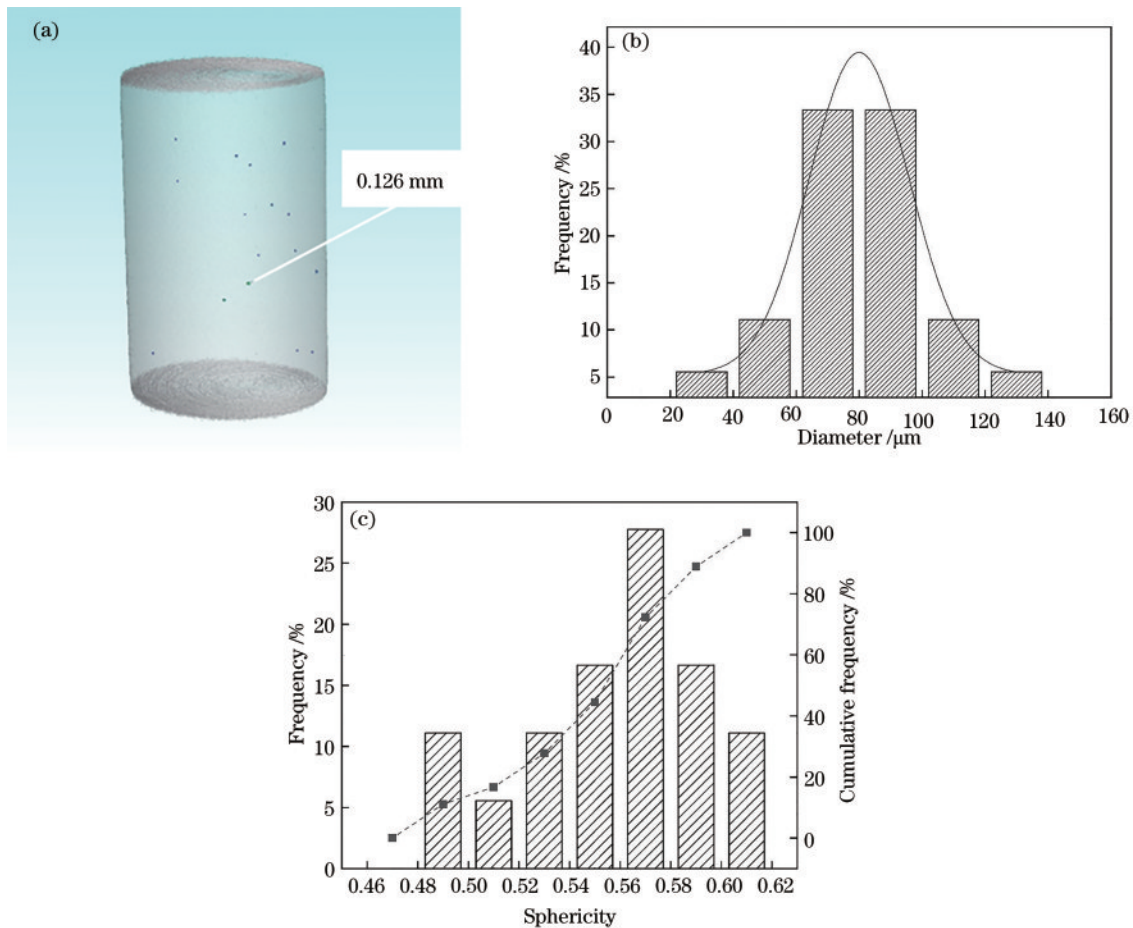 (a)
0.126 mm
(b)
Frequency /%
40
35
30
25
20
15
10
5
0 20 40 60 80 100 120 140 160
Diameter /μm
(c)
Frequency /%
30
25
20
15
10
5
0
100
80
60
40
20
0
Cumulative frequency /%
0.46 0.48 0.50 0.52 0.54 0.56 0.58 0.60 0.62
Sphericity